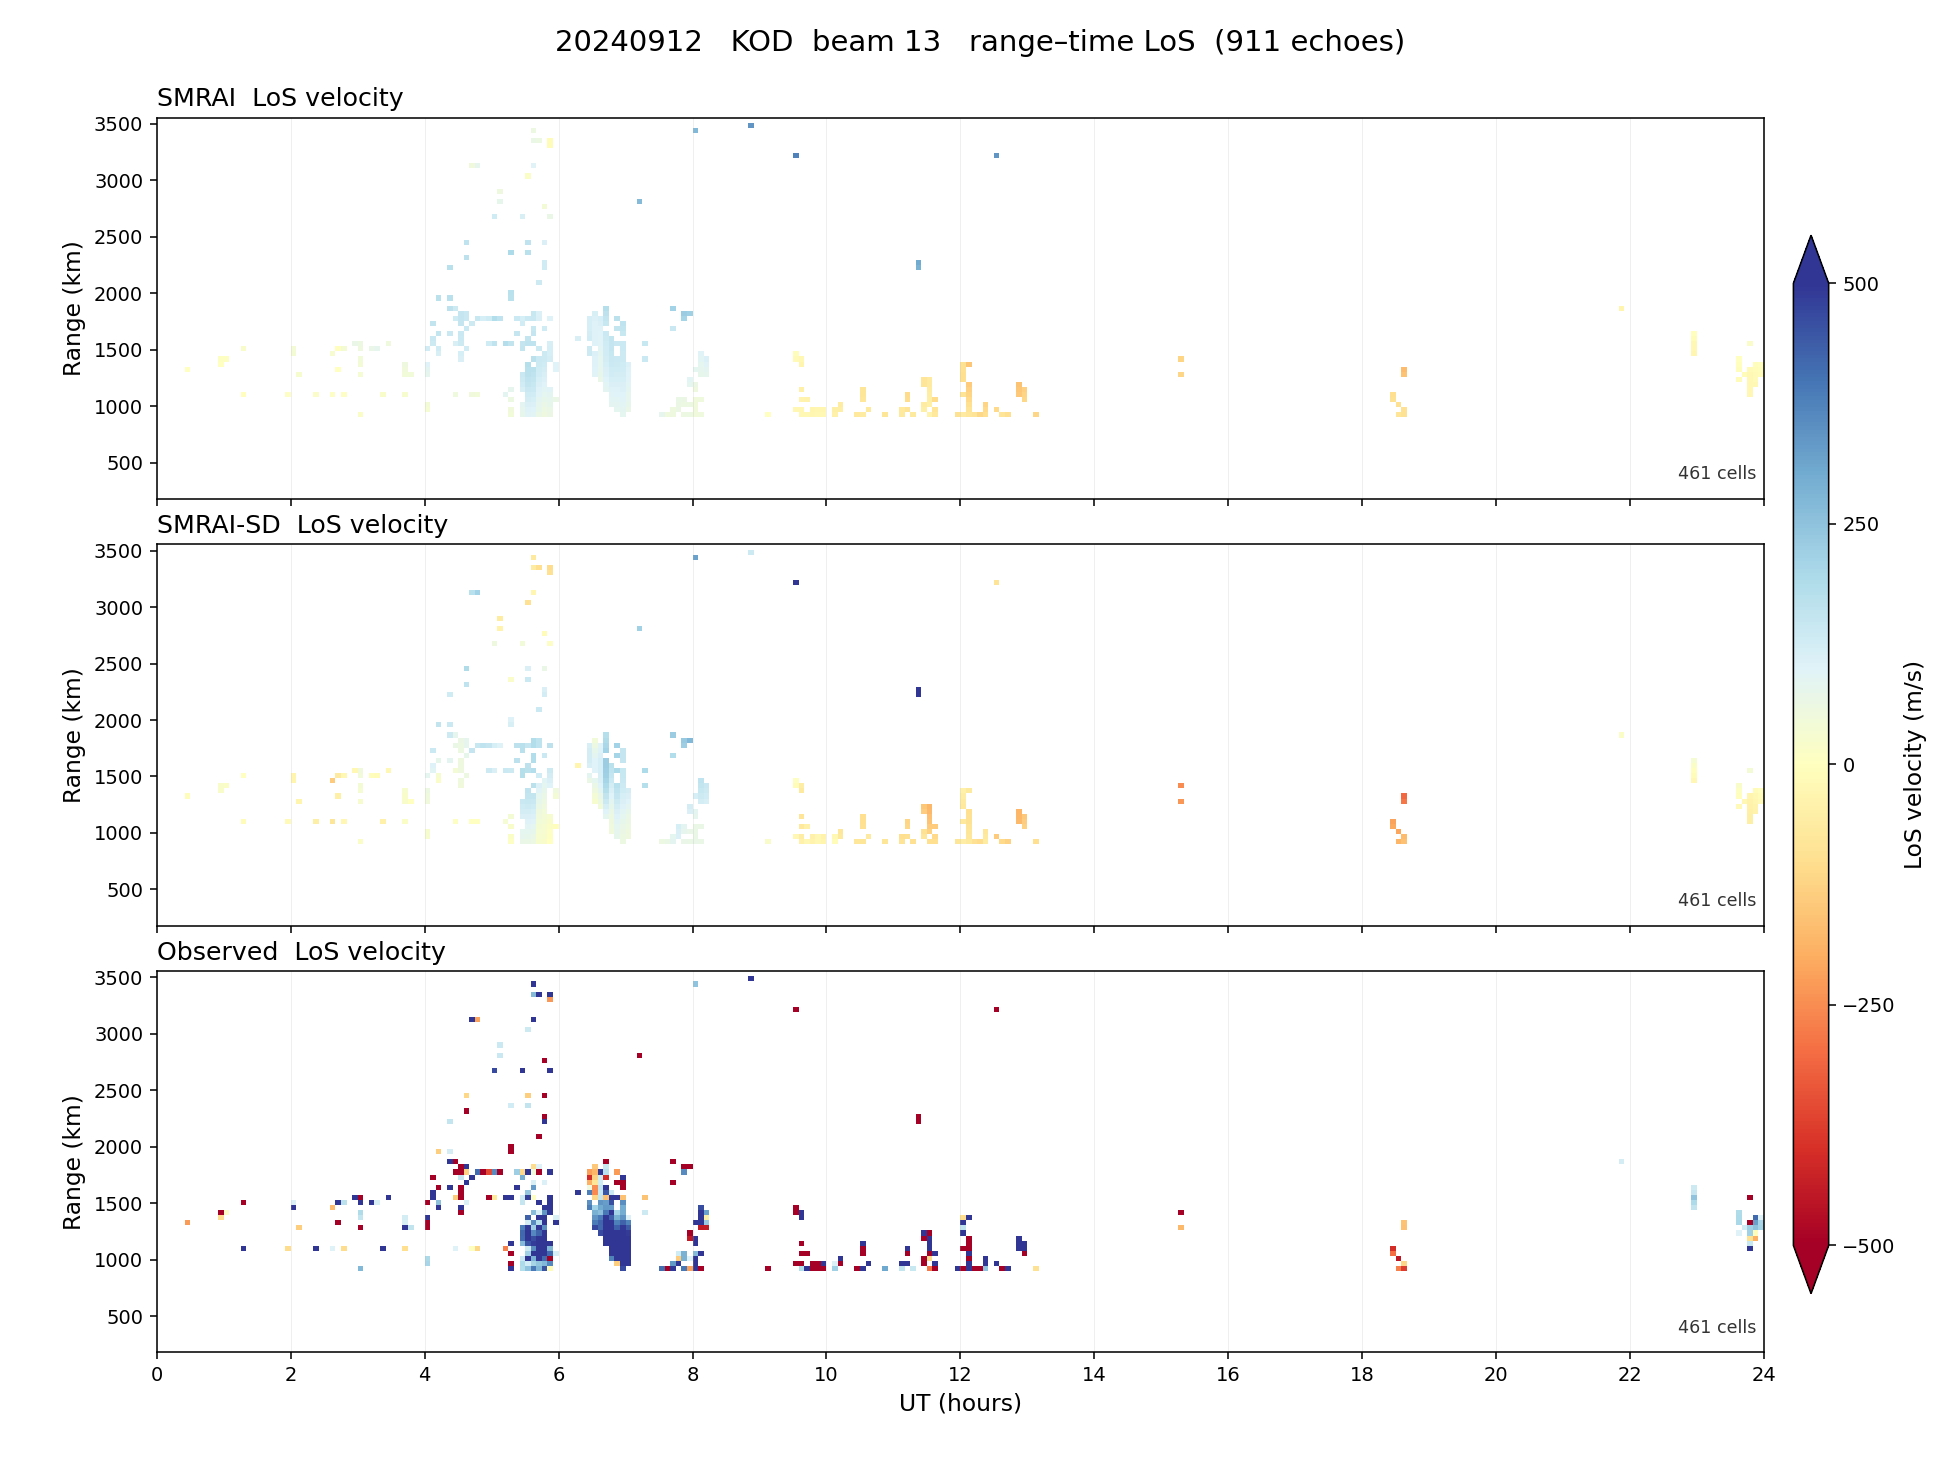 20240912   KOD  beam 13   range–time LoS  (911 echoes)
SMRAI  LoS velocity
3500
3000
2500
2000
1500
1000
500
Range (km)
461 cells
SMRAI-SD  LoS velocity
3500
3000
2500
2000
1500
1000
500
Range (km)
461 cells
Observed  LoS velocity
3500
3000
2500
2000
1500
1000
500
Range (km)
461 cells
0 2 4 6 8 10 12 14 16 18 20 22 24
UT (hours)
500
250
0
−250
−500
LoS velocity (m/s)